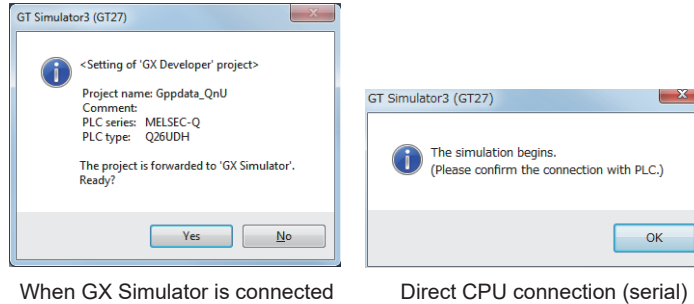 GT Simulator3 (GT27)
<Setting of 'GX Developer' project>
Project name: Gppdata_QnU
Comment:
PLC series: MELSEC-Q
PLC type: Q26UDH
The project is forwarded to 'GX Simulator'.
Ready?
Yes
No
When GX Simulator is connected
GT Simulator3 (GT27)
The simulation begins.
(Please confirm the connection with PLC.)
OK
Direct CPU connection (serial)